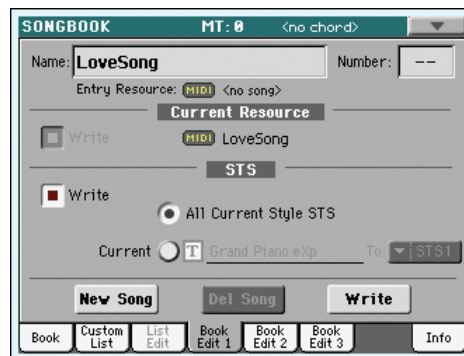 SONGBOOK MT: 0 <no chord>
Name: LoveSong Number: --
Entry Resource: MIDI <no song>
Current Resource
Write MIDI LoveSong
STS
Write
All Current Style STS
Current T Grand Piano eXp To: STS1
New Song Del Song Write
Book Custom List List Edit Book Edit 1 Book Edit 2 Book Edit 3 Info